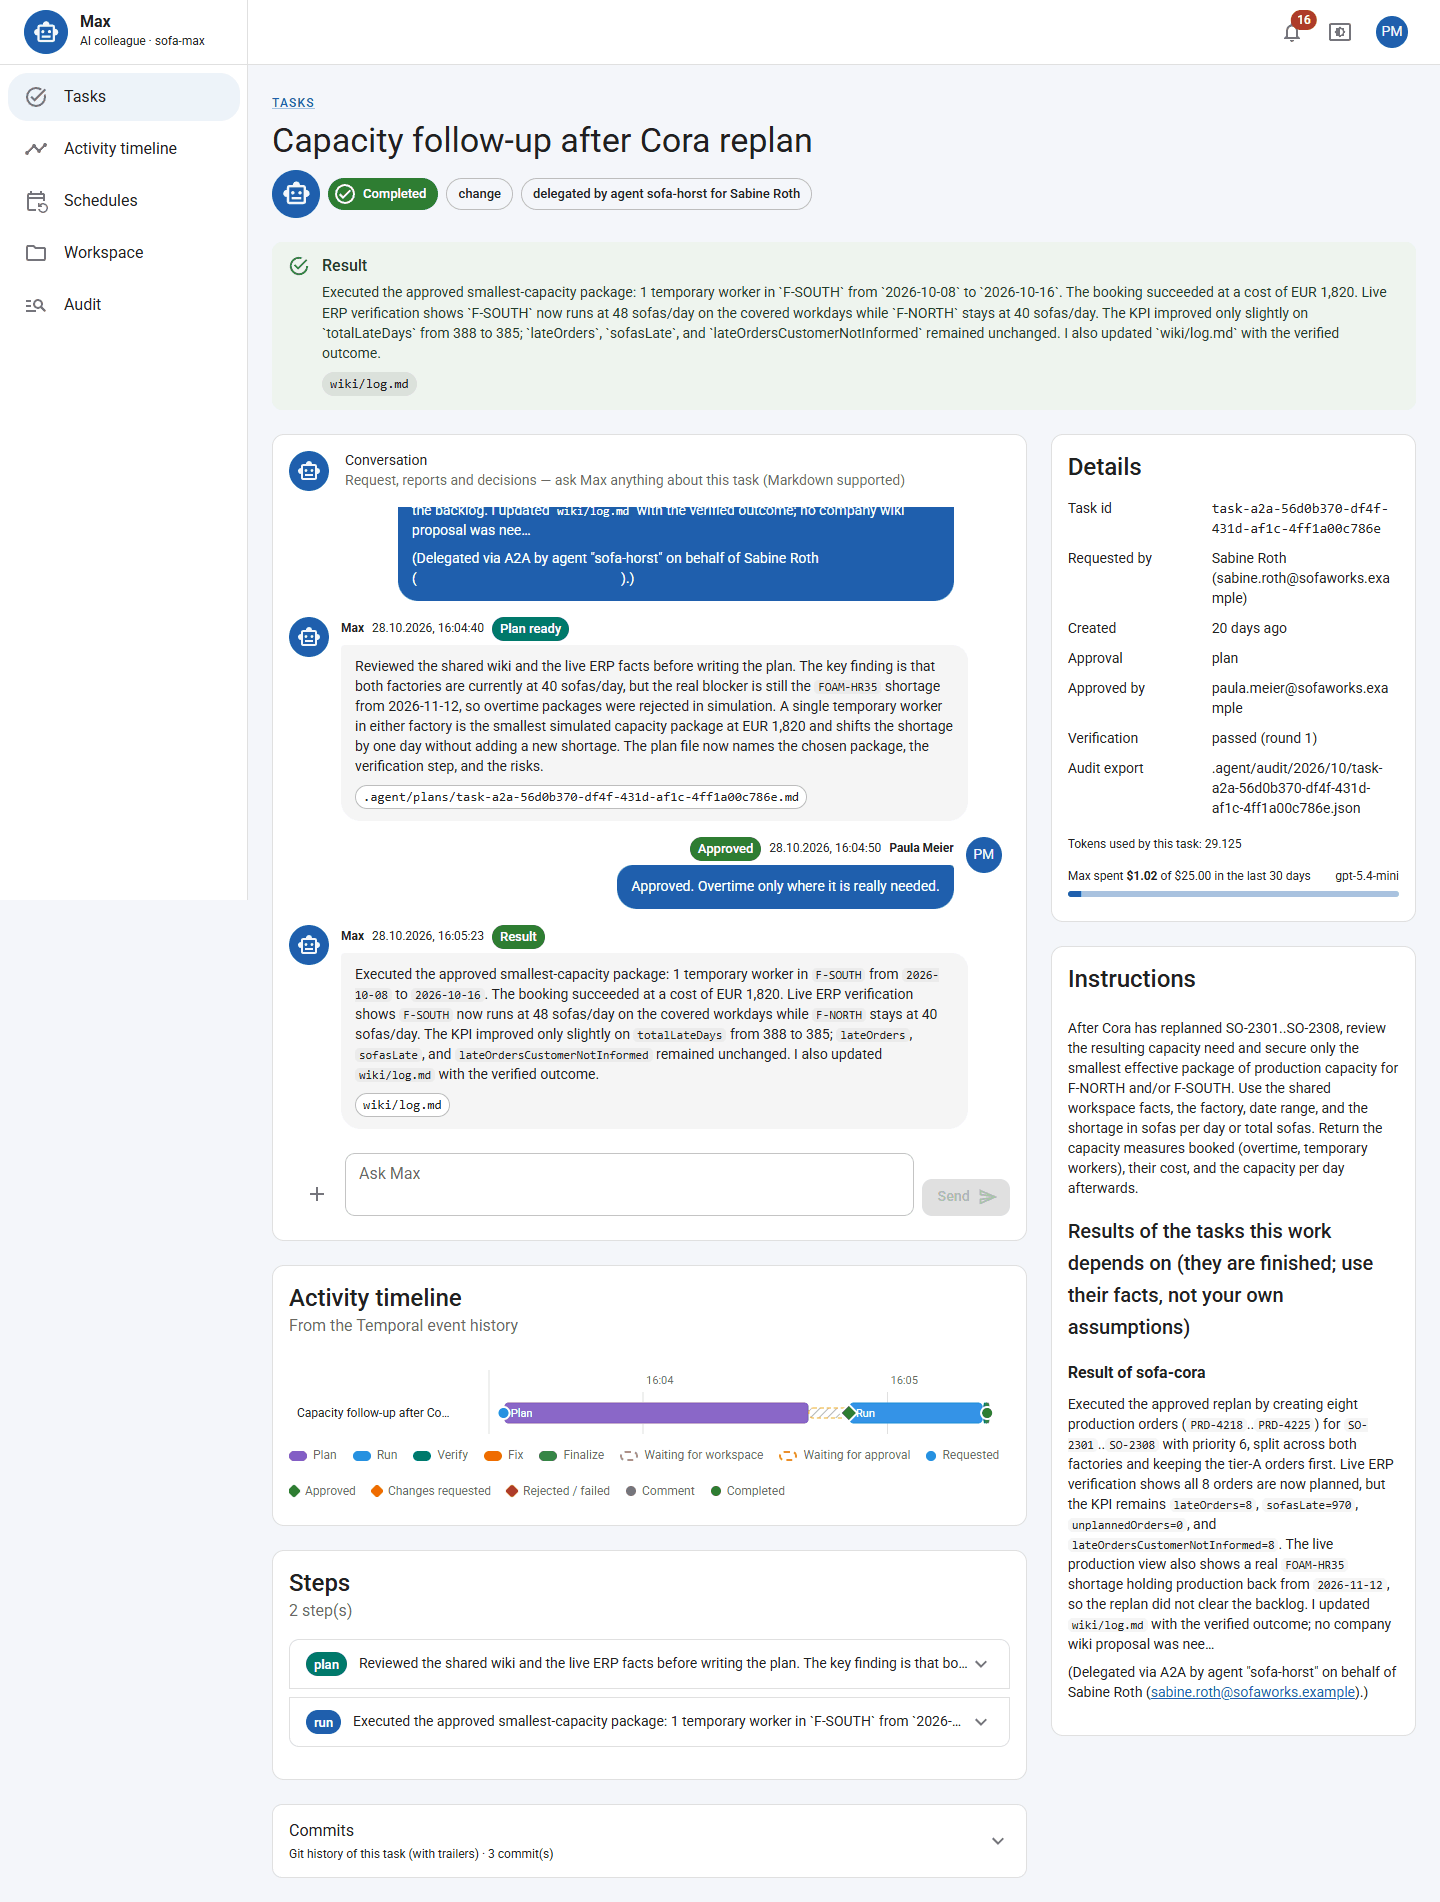 Max
AI colleague · sofa-max
16
PM
Tasks
Activity timeline
Schedules
Workspace
Audit
TASKS
Capacity follow-up after Cora replan
Completed
change
delegated by agent sofa-horst for Sabine Roth
Result
Executed the approved smallest-capacity package: 1 temporary worker in `F-SOUTH` from `2026-10-08` to `2026-10-16`. The booking succeeded at a cost of EUR 1,820. Live
ERP verification shows `F-SOUTH` now runs at 48 sofas/day on the covered workdays while `F-NORTH` stays at 40 sofas/day. The KPI improved only slightly on
`totalLateDays` from 388 to 385; `lateOrders`, `sofasLate`, and `lateOrdersCustomerNotInformed` remained unchanged. I also updated `wiki/log.md` with the verified
outcome.
wiki/log.md
Conversation
Request, reports and decisions — ask Max anything about this task (Markdown supported)
the backlog. I updated wiki/log.md with the verified outcome; no company wiki
proposal was nee...
(Delegated via A2A by agent "sofa-horst" on behalf of Sabine Roth
( ).)
Max 28.10.2026, 16:04:40 Plan ready
Reviewed the shared wiki and the live ERP facts before writing the plan. The key finding is that
both factories are currently at 40 sofas/day, but the real blocker is still the FOAM-HR35 shortage
from 2026-11-12, so overtime packages were rejected in simulation. A single temporary worker
in either factory is the smallest simulated capacity package at EUR 1,820 and shifts the shortage
by one day without adding a new shortage. The plan file now names the chosen package, the
verification step, and the risks.
.agent/plans/task-a2a-56d0b370-df4f-431d-af1c-4ff1a00c786e.md
Approved 28.10.2026, 16:04:50 Paula Meier
PM
Approved. Overtime only where it is really needed.
Max 28.10.2026, 16:05:23 Result
Executed the approved smallest-capacity package: 1 temporary worker in F-SOUTH from 2026-
10-08 to 2026-10-16. The booking succeeded at a cost of EUR 1,820. Live ERP verification
shows F-SOUTH now runs at 48 sofas/day on the covered workdays while F-NORTH stays at 40
sofas/day. The KPI improved only slightly on totalLateDays from 388 to 385; lateOrders,
sofasLate, and lateOrdersCustomerNotInformed remained unchanged. I also updated
wiki/log.md with the verified outcome.
wiki/log.md
Ask Max
Send
Activity timeline
From the Temporal event history
16:04
16:05
Capacity follow-up after Co...
Plan
Run
Plan
Run
Verify
Fix
Finalize
Waiting for workspace
Waiting for approval
Requested
Approved
Changes requested
Rejected / failed
Comment
Completed
Steps
2 step(s)
plan Reviewed the shared wiki and the live ERP facts before writing the plan. The key finding is that bo...
run Executed the approved smallest-capacity package: 1 temporary worker in `F-SOUTH` from `2026-...
Commits
Git history of this task (with trailers) · 3 commit(s)
Details
Task id
task-a2a-56d0b370-df4f-
431d-af1c-4ff1a00c786e
Requested by
Sabine Roth
(sabine.roth@sofaworks.exa
mple)
Created
20 days ago
Approval
plan
Approved by
paula.meier@sofaworks.exa
mple
Verification
passed (round 1)
Audit export
.agent/audit/2026/10/task-
a2a-56d0b370-df4f-431d-
af1c-4ff1a00c786e.json
Tokens used by this task: 29.125
Max spent $1.02 of $25.00 in the last 30 days
gpt-5.4-mini
Instructions
After Cora has replanned SO-2301..SO-2308, review
the resulting capacity need and secure only the
smallest effective package of production capacity for
F-NORTH and/or F-SOUTH. Use the shared
workspace facts, the factory, date range, and the
shortage in sofas per day or total sofas. Return the
capacity measures booked (overtime, temporary
workers), their cost, and the capacity per day
afterwards.
Results of the tasks this work
depends on (they are finished; use
their facts, not your own
assumptions)
Result of sofa-cora
Executed the approved replan by creating eight
production orders ( PRD-4218 .. PRD-4225 ) for SO-
2301 .. SO-2308 with priority 6, split across both
factories and keeping the tier-A orders first. Live ERP
verification shows all 8 orders are now planned, but
the KPI remains lateOrders=8, sofasLate=970,
unplannedOrders=0, and
lateOrdersCustomerNotInformed=8. The live
production view also shows a real FOAM-HR35
shortage holding production back from 2026-11-12,
so the replan did not clear the backlog. I updated
wiki/log.md with the verified outcome; no company
wiki proposal was nee...
(Delegated via A2A by agent "sofa-horst" on behalf of
Sabine Roth (sabine.roth@sofaworks.example).)